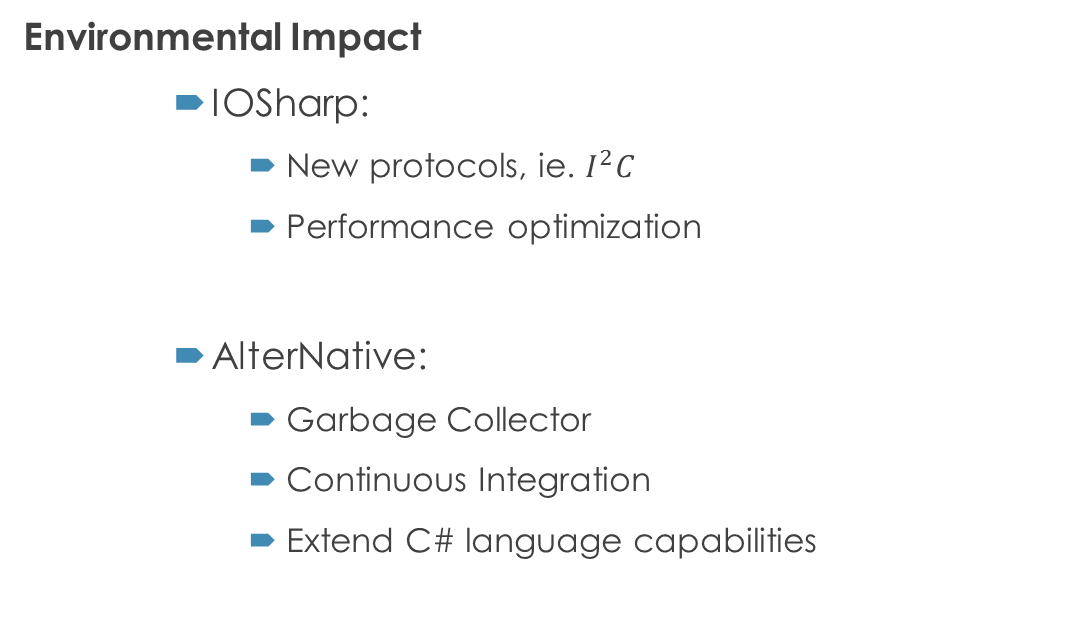 Environmental Impact
IOSharp:
New protocols, ie. I²C
Performance optimization
AlterNative:
Garbage Collector
Continuous Integration
Extend C# language capabilities